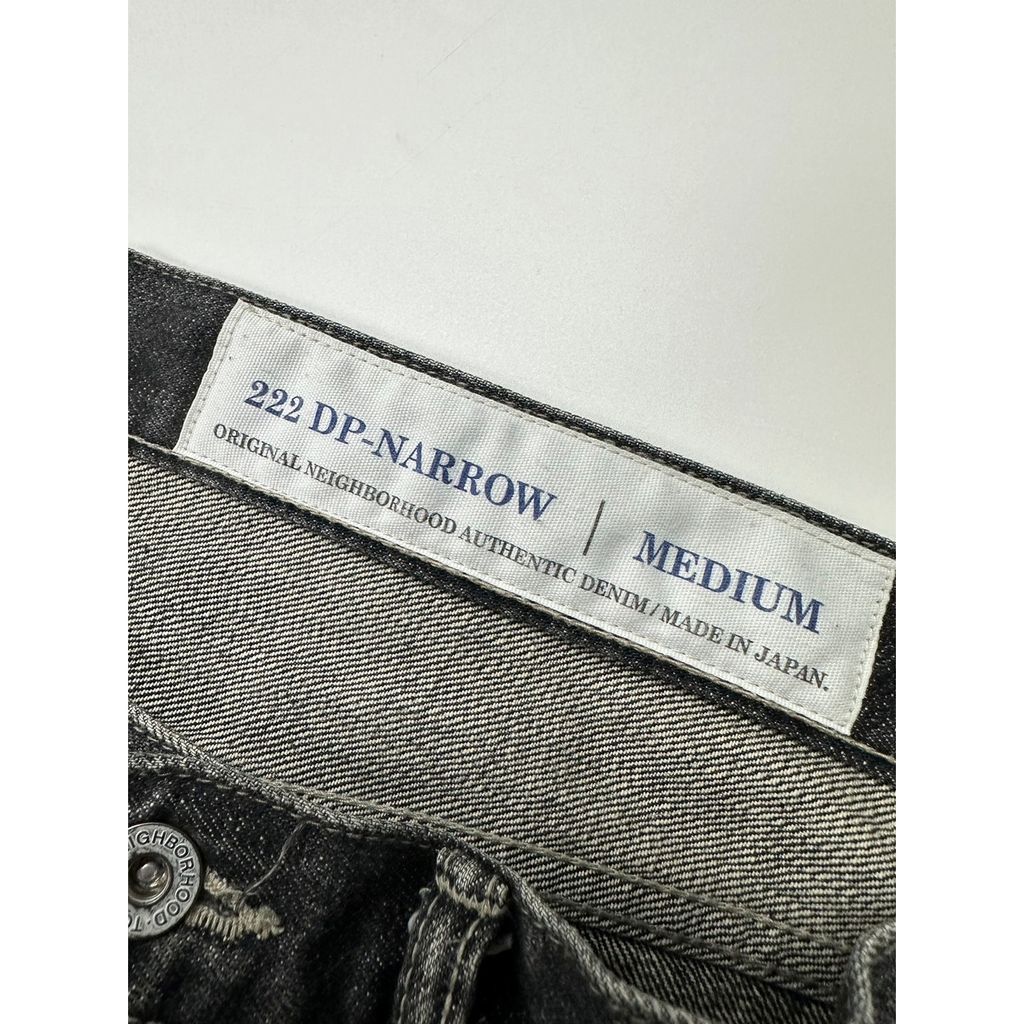 222 DP-NARROW | MEDIUM
ORIGINAL NEIGHBORHOOD AUTHENTIC DENIM / MADE IN JAPAN.